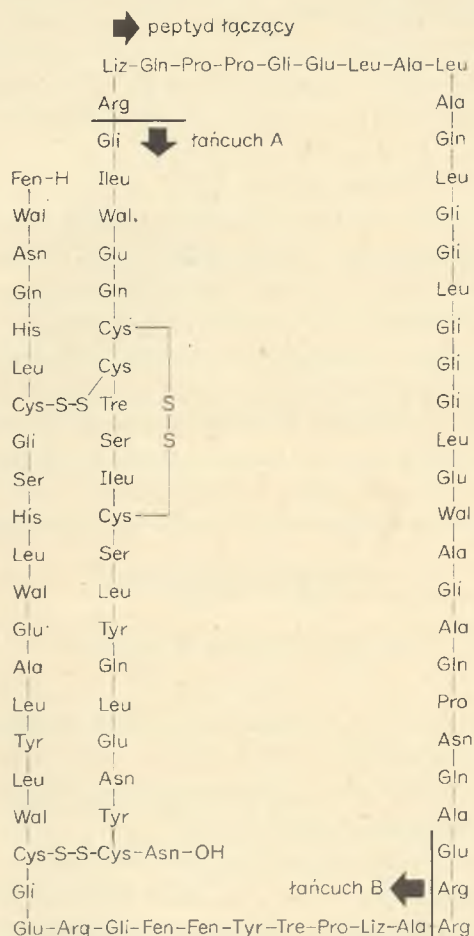 peptyd łączący
Liz-Gln-Pro-Pro-Gli-Glu-Leu-Ala-Leu
Arg Ala
Gli łańcuch A Gln
Fen-H Ileu Leu
Wal Wal. Gli
Asn Glu Gli
Gln Gln Leu
His Cys Gli
Leu Cys Gli
Cys-S-S Tre S Gli
Gli Ser S Leu
Ser Ileu Glu
His Cys Wal
Leu Ser Ala
Wal Leu Gli
Glu Tyr Ala
Ala Gln Gln
Leu Leu Pro
Tyr Glu Asn
Leu Asn Gln
Wal Tyr Ala
Cys-S-S-Cys-Asn-OH Glu
Gli łańcuch B Arg
Glu-Arg-Gli-Fen-Fen-Tyr-Tre-Pro-Liz-Ala-Arg